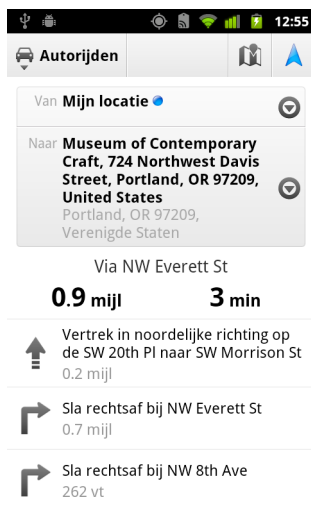 12:55
Autorijden
Van Mijn locatie
Naar Museum of Contemporary
Craft, 724 Northwest Davis
Street, Portland, OR 97209,
United States
Portland, OR 97209,
Verenigde Staten
Via NW Everett St
0.9 mijl 3 min
Vertrek in noordelijke richting op
de SW 20th Pl naar SW Morrison St
0.2 mijl
Sla rechtsaf bij NW Everett St
0.7 mijl
Sla rechtsaf bij NW 8th Ave
262 vt